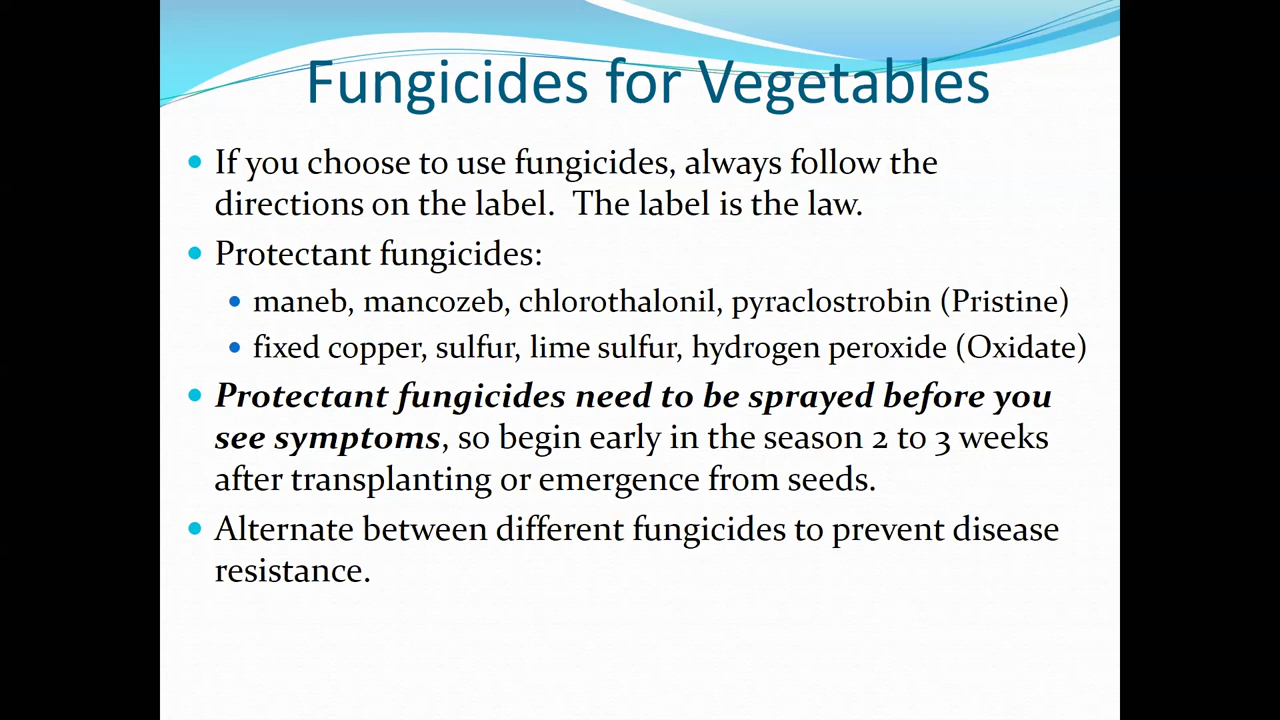 Fungicides for Vegetables
• If you choose to use fungicides, always follow the
directions on the label.  The label is the law.
• Protectant fungicides:
• maneb, mancozeb, chlorothalonil, pyraclostrobin (Pristine)
• fixed copper, sulfur, lime sulfur, hydrogen peroxide (Oxidate)
• Protectant fungicides need to be sprayed before you
see symptoms, so begin early in the season 2 to 3 weeks
after transplanting or emergence from seeds.
• Alternate between different fungicides to prevent disease
resistance.